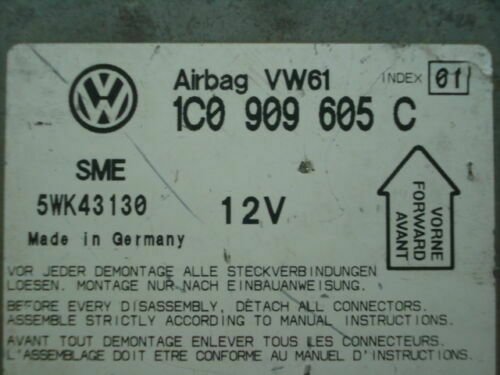 Airbag VW61 INDEX 01
1C0 909 605 C
SME
5WK43130 12V
Made in Germany
VORNE
FORWARD
AVANT
VOR JEDER DEMONTAGE ALLE STECKVERBINDUNGEN
LOESEN. MONTAGE NUR NACH EINBAUANWEISUNG.
BEFORE EVERY DISASSEMBLY, DETACH ALL CONNECTORS.
ASSEMBLE STRICTLY ACCORDING TO MANUAL INSTRUCTIONS.
AVANT TOUT DEMONTAGE ENLEVER TOUS LES CONNECTEURS.
L'ASSEMBLAGE DOIT ETRE CONFORME AU MANUEL D'INSTRUCTIONS.